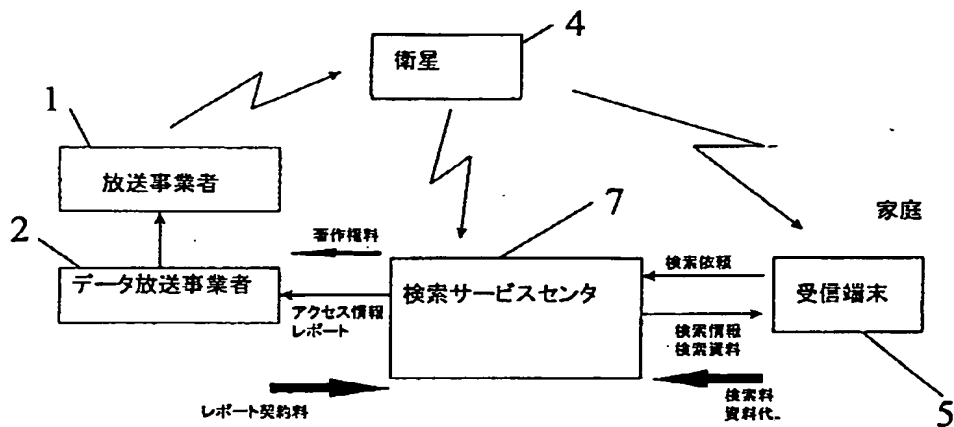 4
衛星
1
放送事業者
2
データ放送事業者
7
家庭
著作権料
アクセス情報
レポート
検索サービスセンタ
検索依頼
受信端末
検索情報
検索資料
レポート契約料
検索料
資料代
5